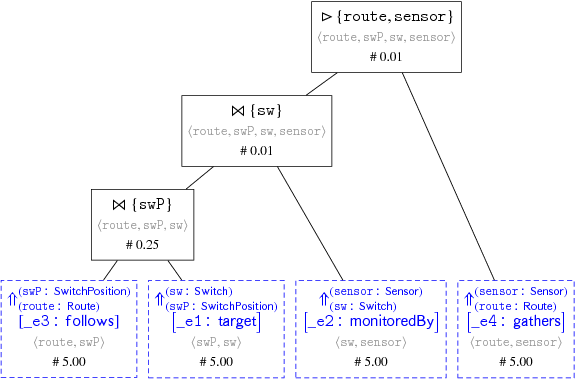 ▷ {route,sensor}
⟨route, swP, sw, sensor⟩
# 0.01
⋈ {sw}
⟨route, swP, sw, sensor⟩
# 0.01
⋈ {swP}
⟨route, swP, sw⟩
# 0.25
⇑(swP: SwitchPosition)
(route: Route)
[_e3: follows]
⟨route, swP⟩
# 5.00
⇑(sw: Switch)
(swP: SwitchPosition)
[_e1: target]
⟨swP, sw⟩
# 5.00
⇑(sensor: Sensor)
(sw: Switch)
[_e2: monitoredBy]
⟨sw, sensor⟩
# 5.00
⇑(sensor: Sensor)
(route: Route)
[_e4: gathers]
⟨route, sensor⟩
# 5.00